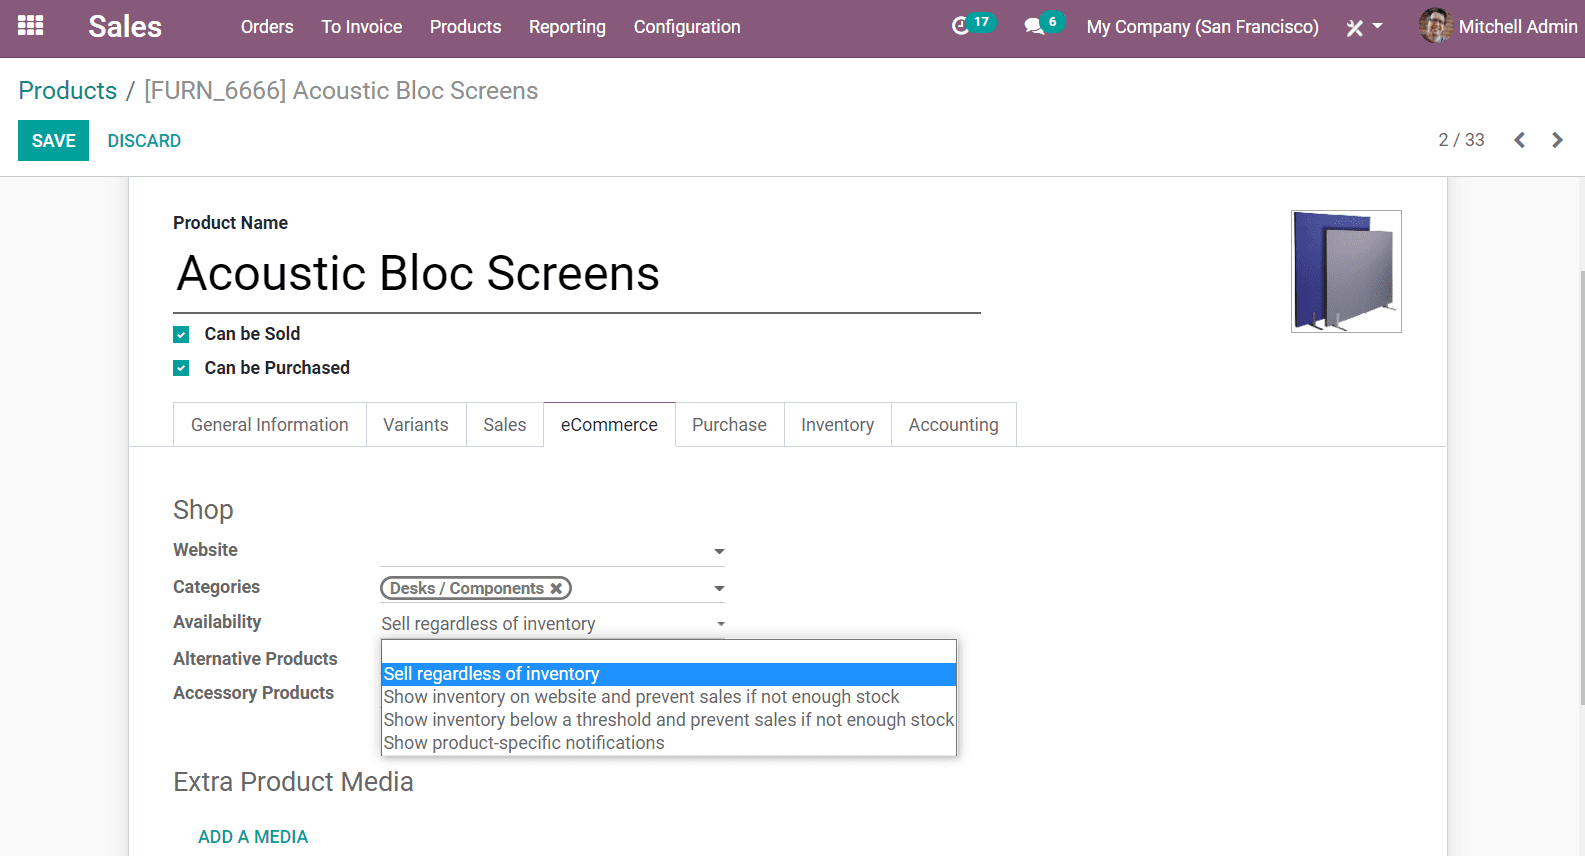 Sales Orders To Invoice Products Reporting Configuration 17 6 My Company (San Francisco) Mitchell Admin
Products / [FURN_6666] Acoustic Bloc Screens
SAVE DISCARD 2 / 33
Product Name
Acoustic Bloc Screens
Can be Sold
Can be Purchased
General Information Variants Sales eCommerce Purchase Inventory Accounting
Shop
Website
Categories Desks / Components
Availability Sell regardless of inventory
Alternative Products
Sell regardless of inventory
Accessory Products
Show inventory on website and prevent sales if not enough stock
Show inventory below a threshold and prevent sales if not enough stock
Show product-specific notifications
Extra Product Media
ADD A MEDIA